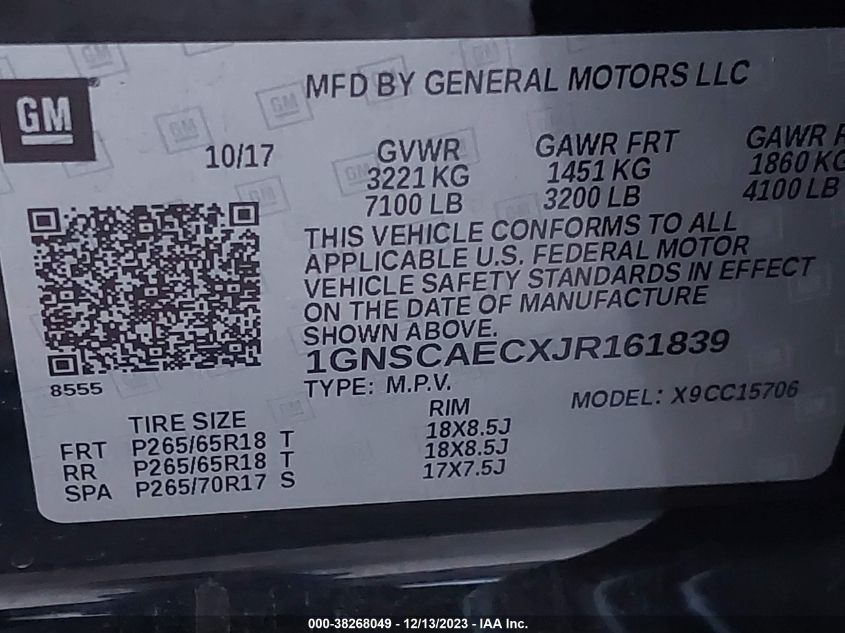 GM
MFD BY GENERAL MOTORS LLC
10/17
GVWR
3221 KG
7100 LB
GAWR FRT
1451 KG
3200 LB
GAWR
1860 KG
4100 LB
THIS VEHICLE CONFORMS TO ALL
APPLICABLE U.S. FEDERAL MOTOR
VEHICLE SAFETY STANDARDS IN EFFECT
ON THE DATE OF MANUFACTURE
SHOWN ABOVE.
1GNSCAECXJR161839
8555
TYPE: M.P.V.
MODEL: X9CC15706
TIRE SIZE
RIM
FRT P265/65R18 T 18X8.5J
RR P265/65R18 T 18X8.5J
SPA P265/70R17 S 17X7.5J
000-38268049 - 12/13/2023 - IAA Inc.